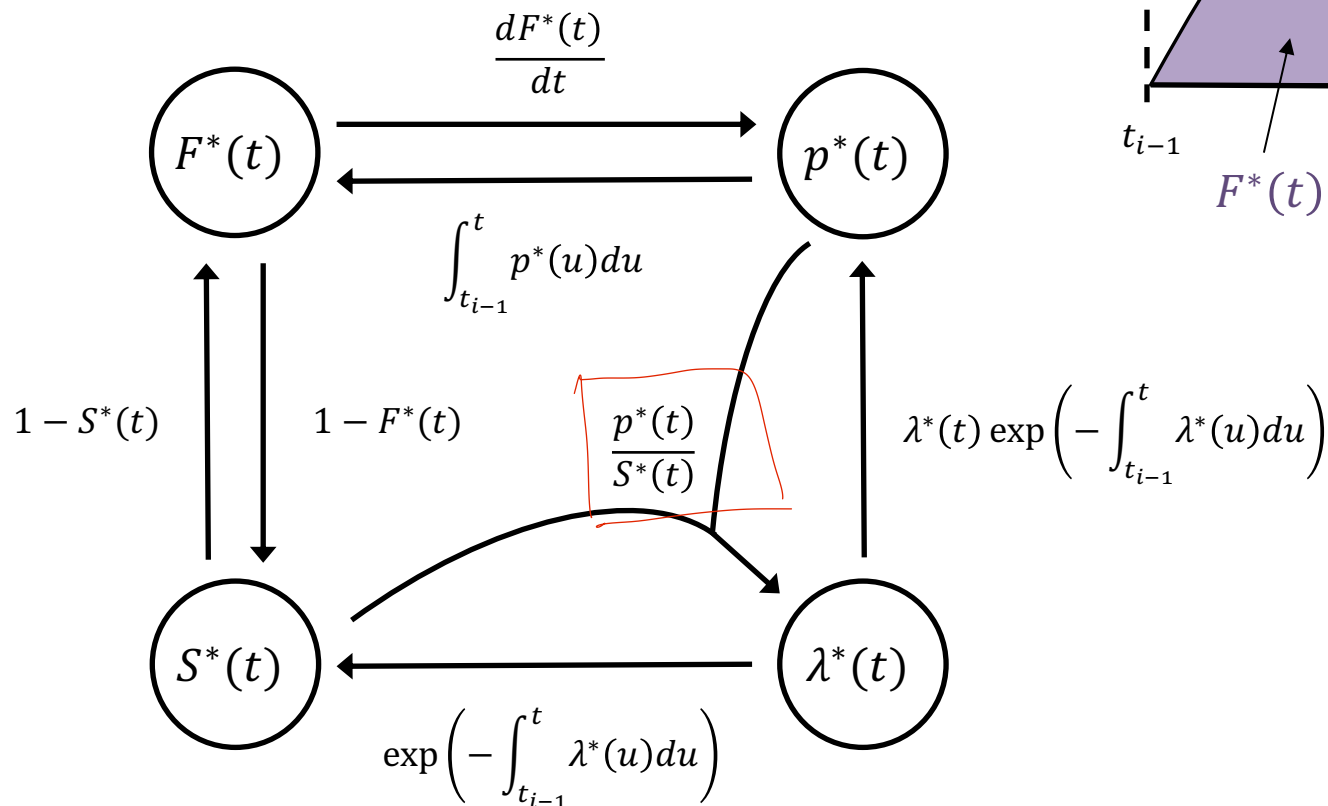 dF*(t)
dt
F*(t)
p*(t)
t_{i-1}
F*(t)
∫_{t_{i-1}}^{t} p*(u)du
1 − S*(t)
1 − F*(t)
p*(t)
S*(t)
λ*(t) exp(− ∫_{t_{i-1}}^{t} λ*(u)du)
S*(t)
λ*(t)
exp(− ∫_{t_{i-1}}^{t} λ*(u)du)